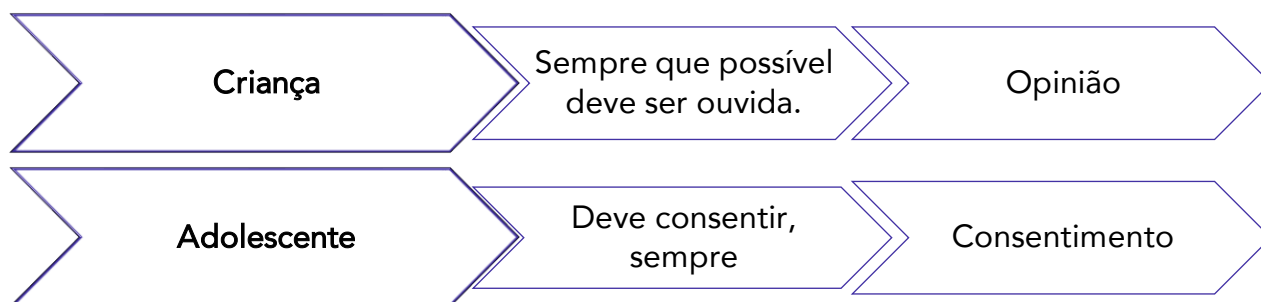 Criança
Sempre que possível
deve ser ouvida.
Opinião
Adolescente
Deve consentir,
sempre
Consentimento